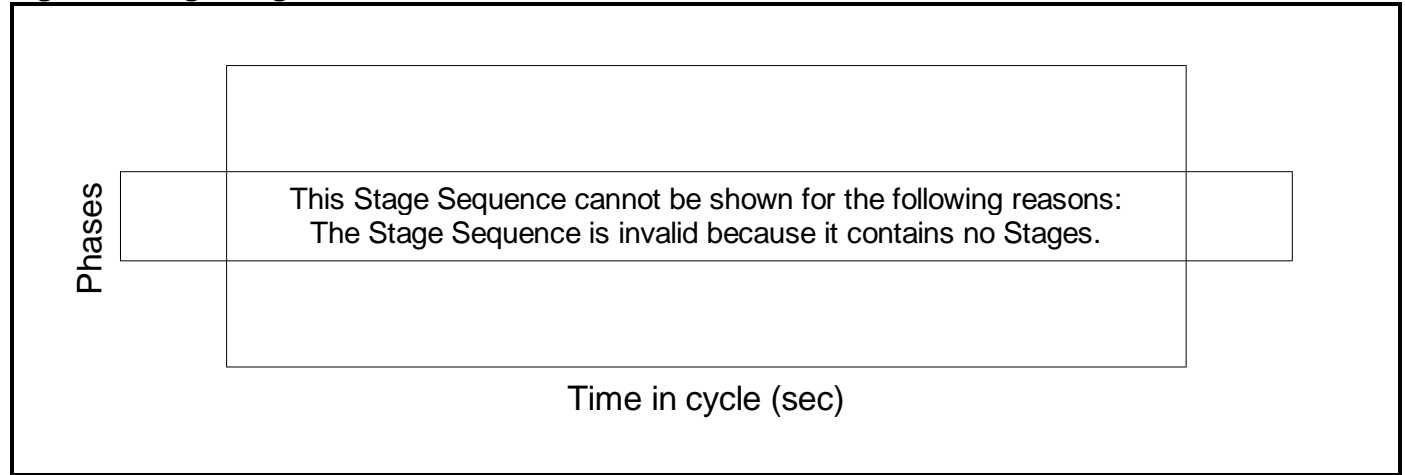 Phases
This Stage Sequence cannot be shown for the following reasons:
The Stage Sequence is invalid because it contains no Stages.
Time in cycle (sec)